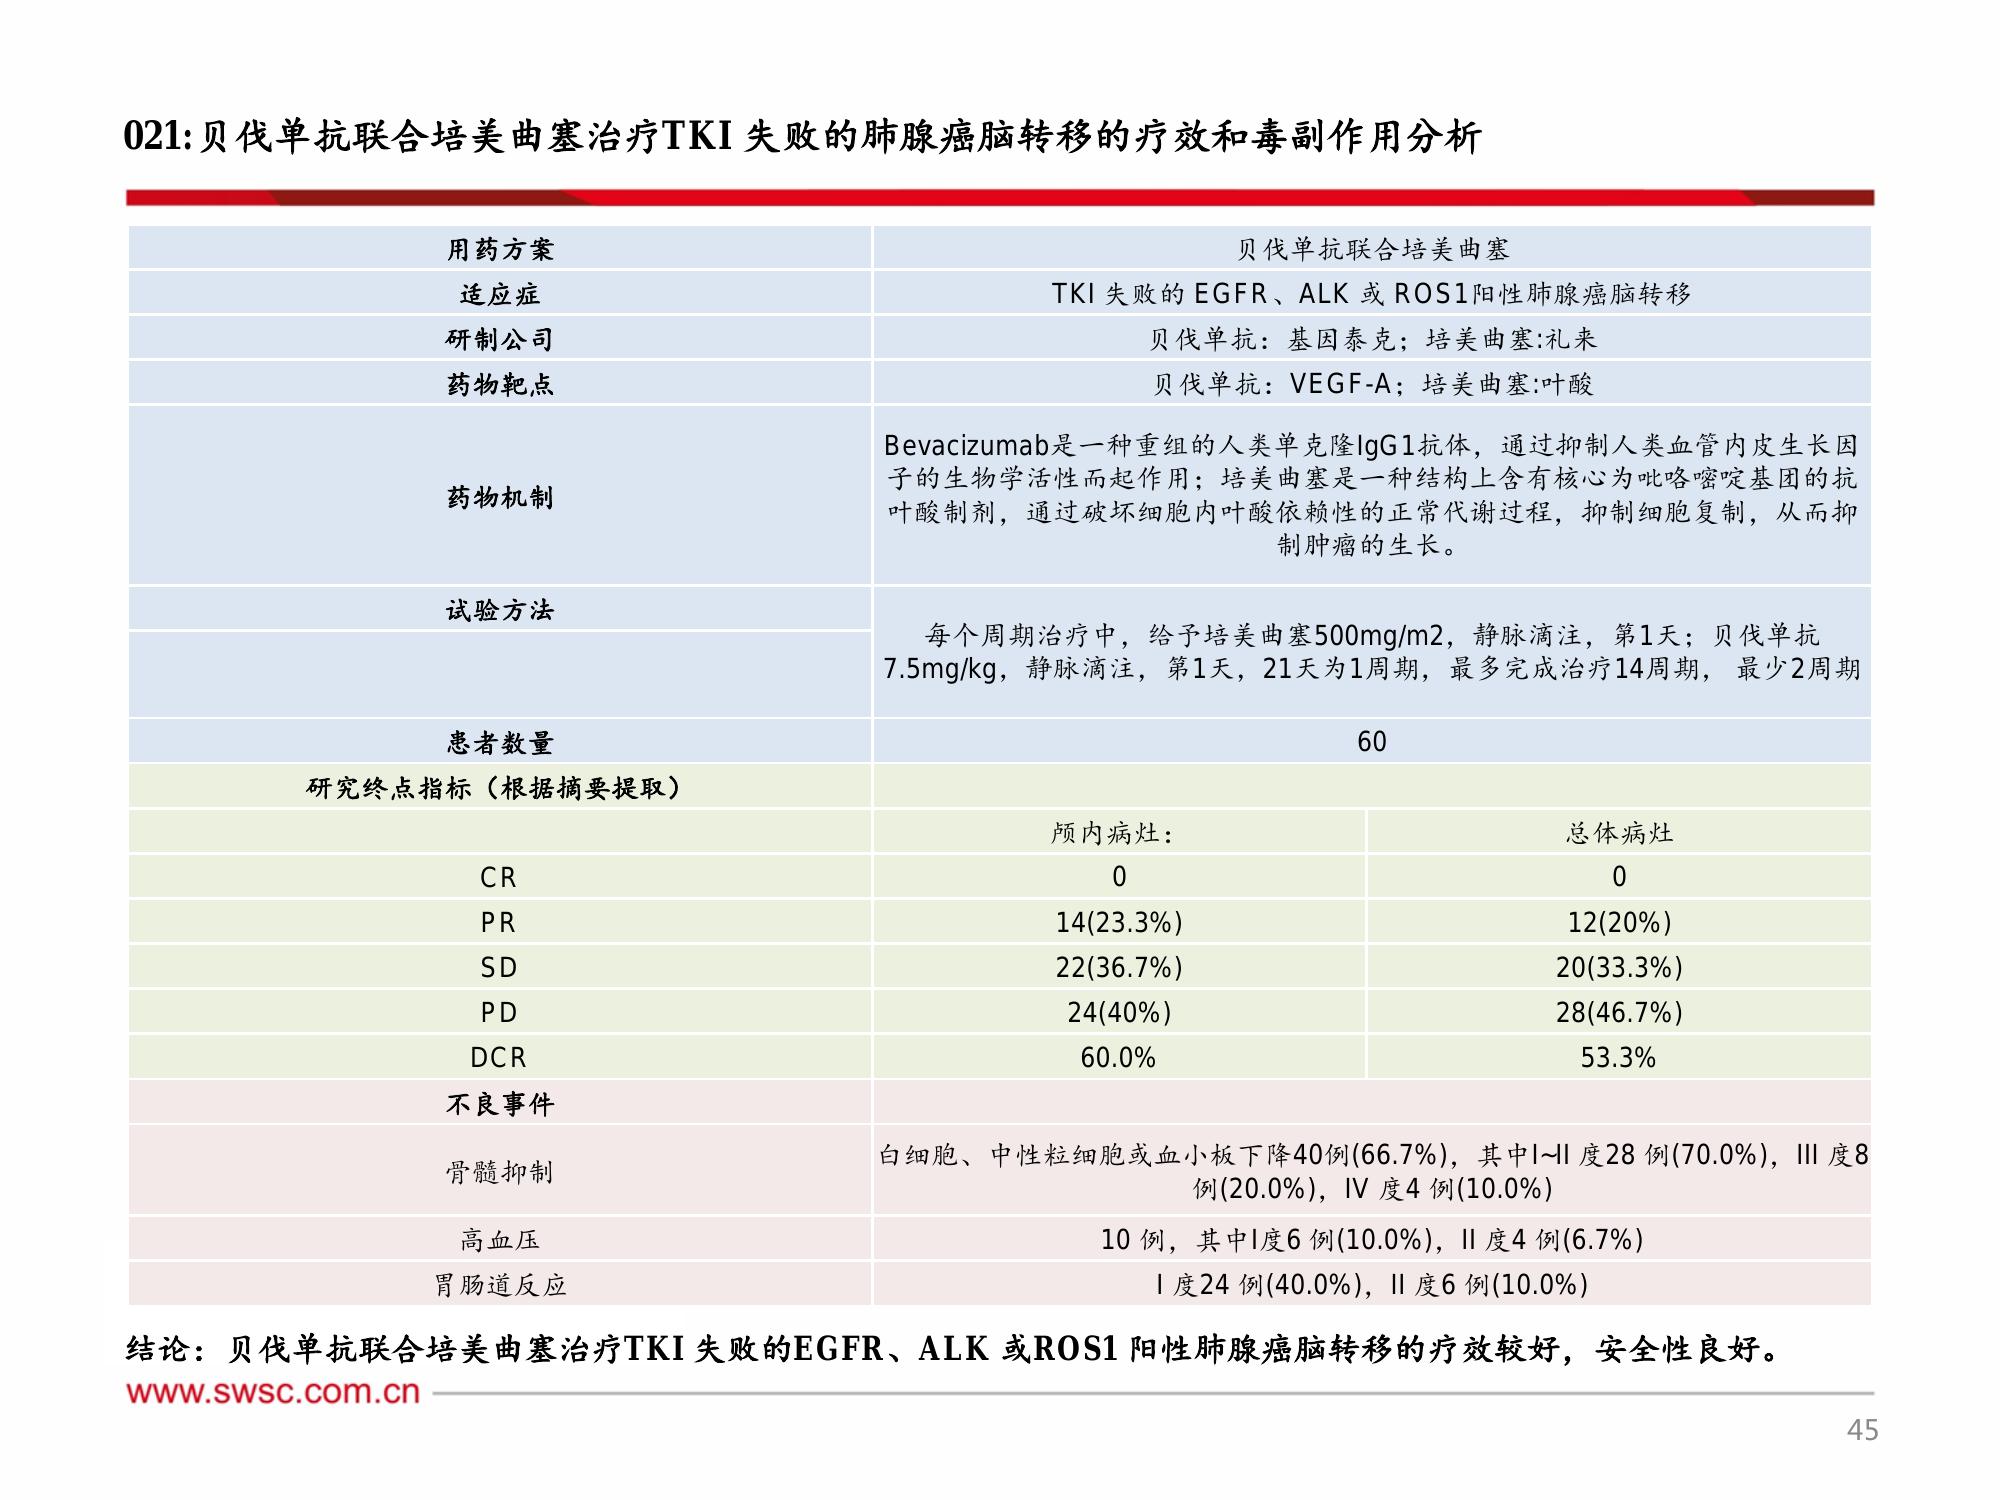 021:贝伐单抗联合培美曲塞治疗TKI 失败的肺腺癌脑转移的疗效和毒副作用分析
用药方案 贝伐单抗联合培美曲塞
适应症 TKI 失败的 EGFR、ALK 或 ROS1阳性肺腺癌脑转移
研制公司 贝伐单抗：基因泰克；培美曲塞:礼来
药物靶点 贝伐单抗：VEGF-A；培美曲塞:叶酸
药物机制
Bevacizumab是一种重组的人类单克隆IgG1抗体，通过抑制人类血管内皮生长因
子的生物学活性而起作用；培美曲塞是一种结构上含有核心为吡咯嘧啶基团的抗
叶酸制剂，通过破坏细胞内叶酸依赖性的正常代谢过程，抑制细胞复制，从而抑
制肿瘤的生长。
试验方法
每个周期治疗中，给予培美曲塞500mg/m2，静脉滴注，第1天；贝伐单抗
7.5mg/kg，静脉滴注，第1天，21天为1周期，最多完成治疗14周期， 最少2周期
患者数量 60
研究终点指标（根据摘要提取）
颅内病灶： 总体病灶
CR 0 0
PR 14(23.3%) 12(20%)
SD 22(36.7%) 20(33.3%)
PD 24(40%) 28(46.7%)
DCR 60.0% 53.3%
不良事件
骨髓抑制
白细胞、中性粒细胞或血小板下降40例(66.7%)，其中I~II 度28 例(70.0%)，III 度8
例(20.0%)，IV 度4 例(10.0%)
高血压 10 例，其中I度6 例(10.0%)，II 度4 例(6.7%)
胃肠道反应 I 度24 例(40.0%)，II 度6 例(10.0%)
结论：贝伐单抗联合培美曲塞治疗TKI 失败的EGFR、ALK 或ROS1 阳性肺腺癌脑转移的疗效较好，安全性良好。
www.swsc.com.cn
45